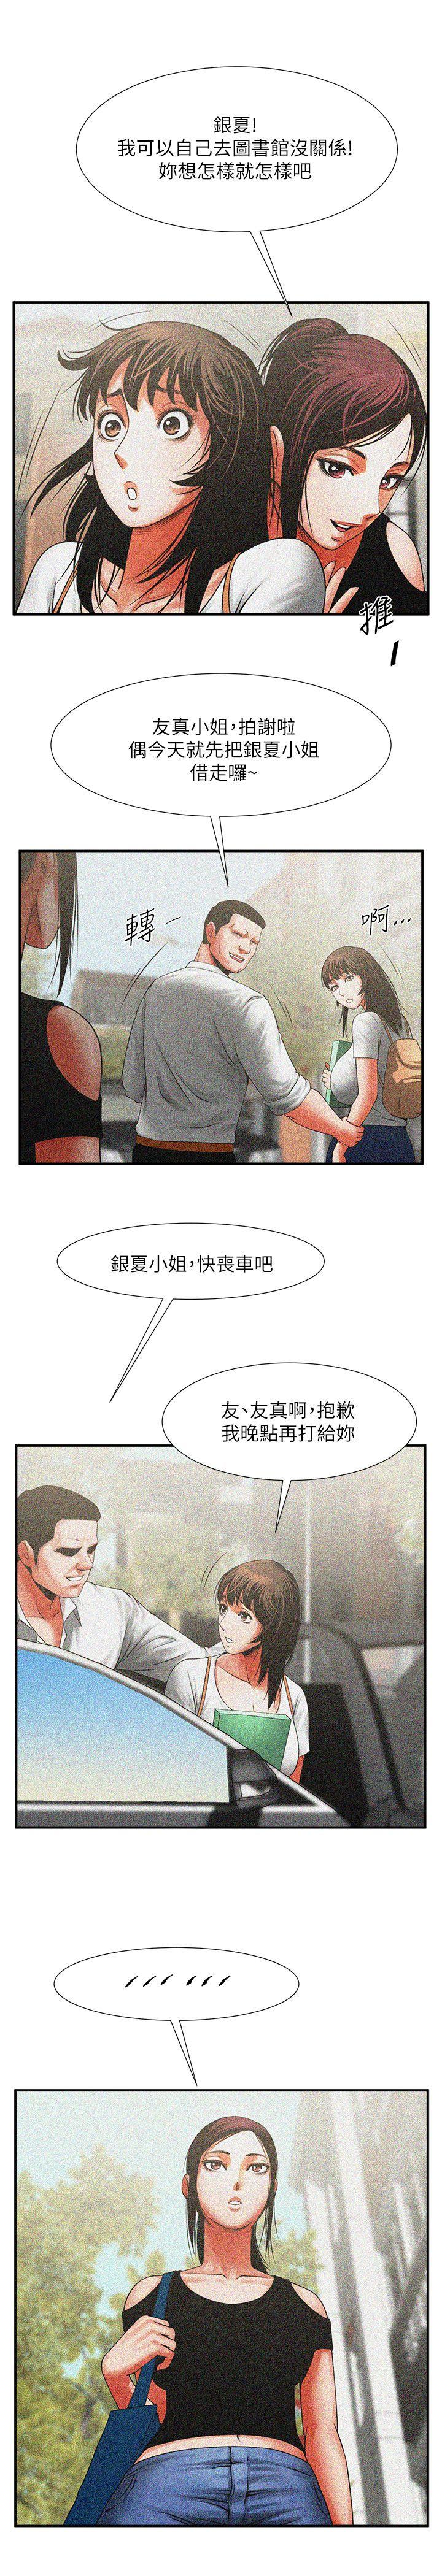 銀夏!
我可以自己去圖書館沒關係!
妳想怎樣就怎樣吧
推
友真小姐,拍謝啦
偶今天就先把銀夏小姐
借走囉~
轉
啊...
銀夏小姐,快喪車吧
友、友真啊,抱歉
我晚點再打給妳
......